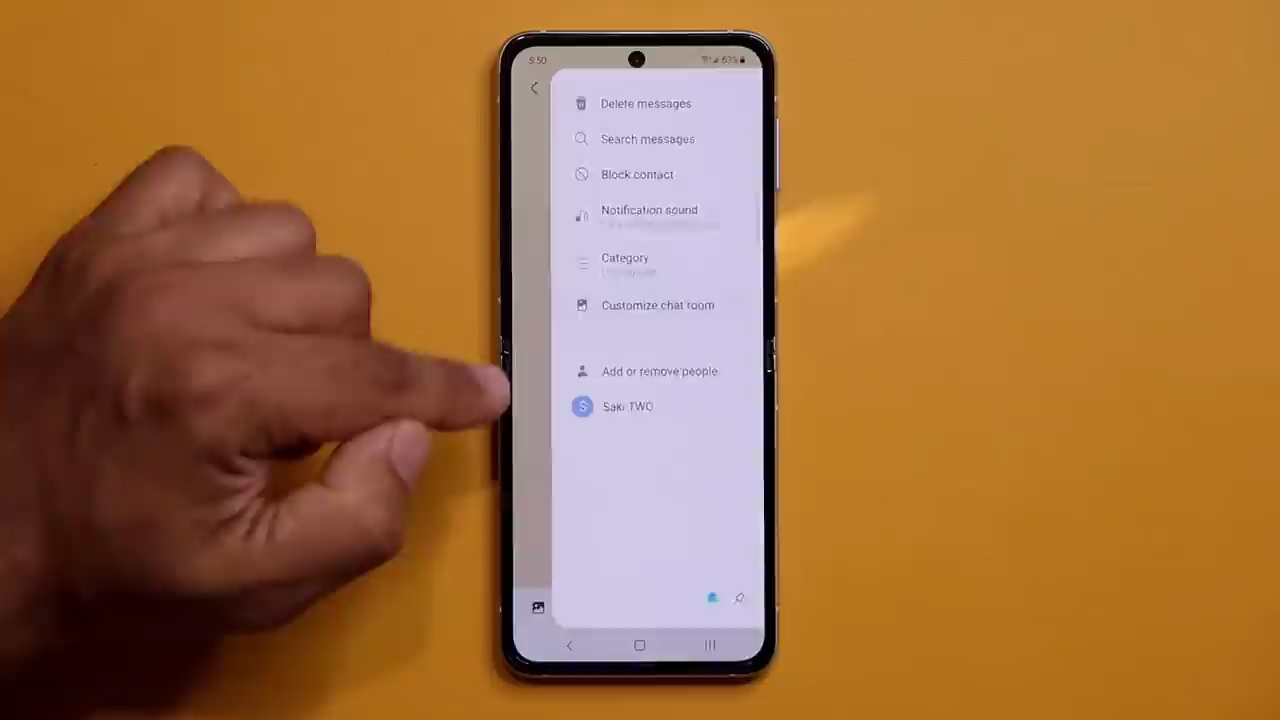 5:50
63%
Delete messages
Search messages
Block contact
Notification sound
Category
Customize chat room
Add or remove people
S
Saki TWO